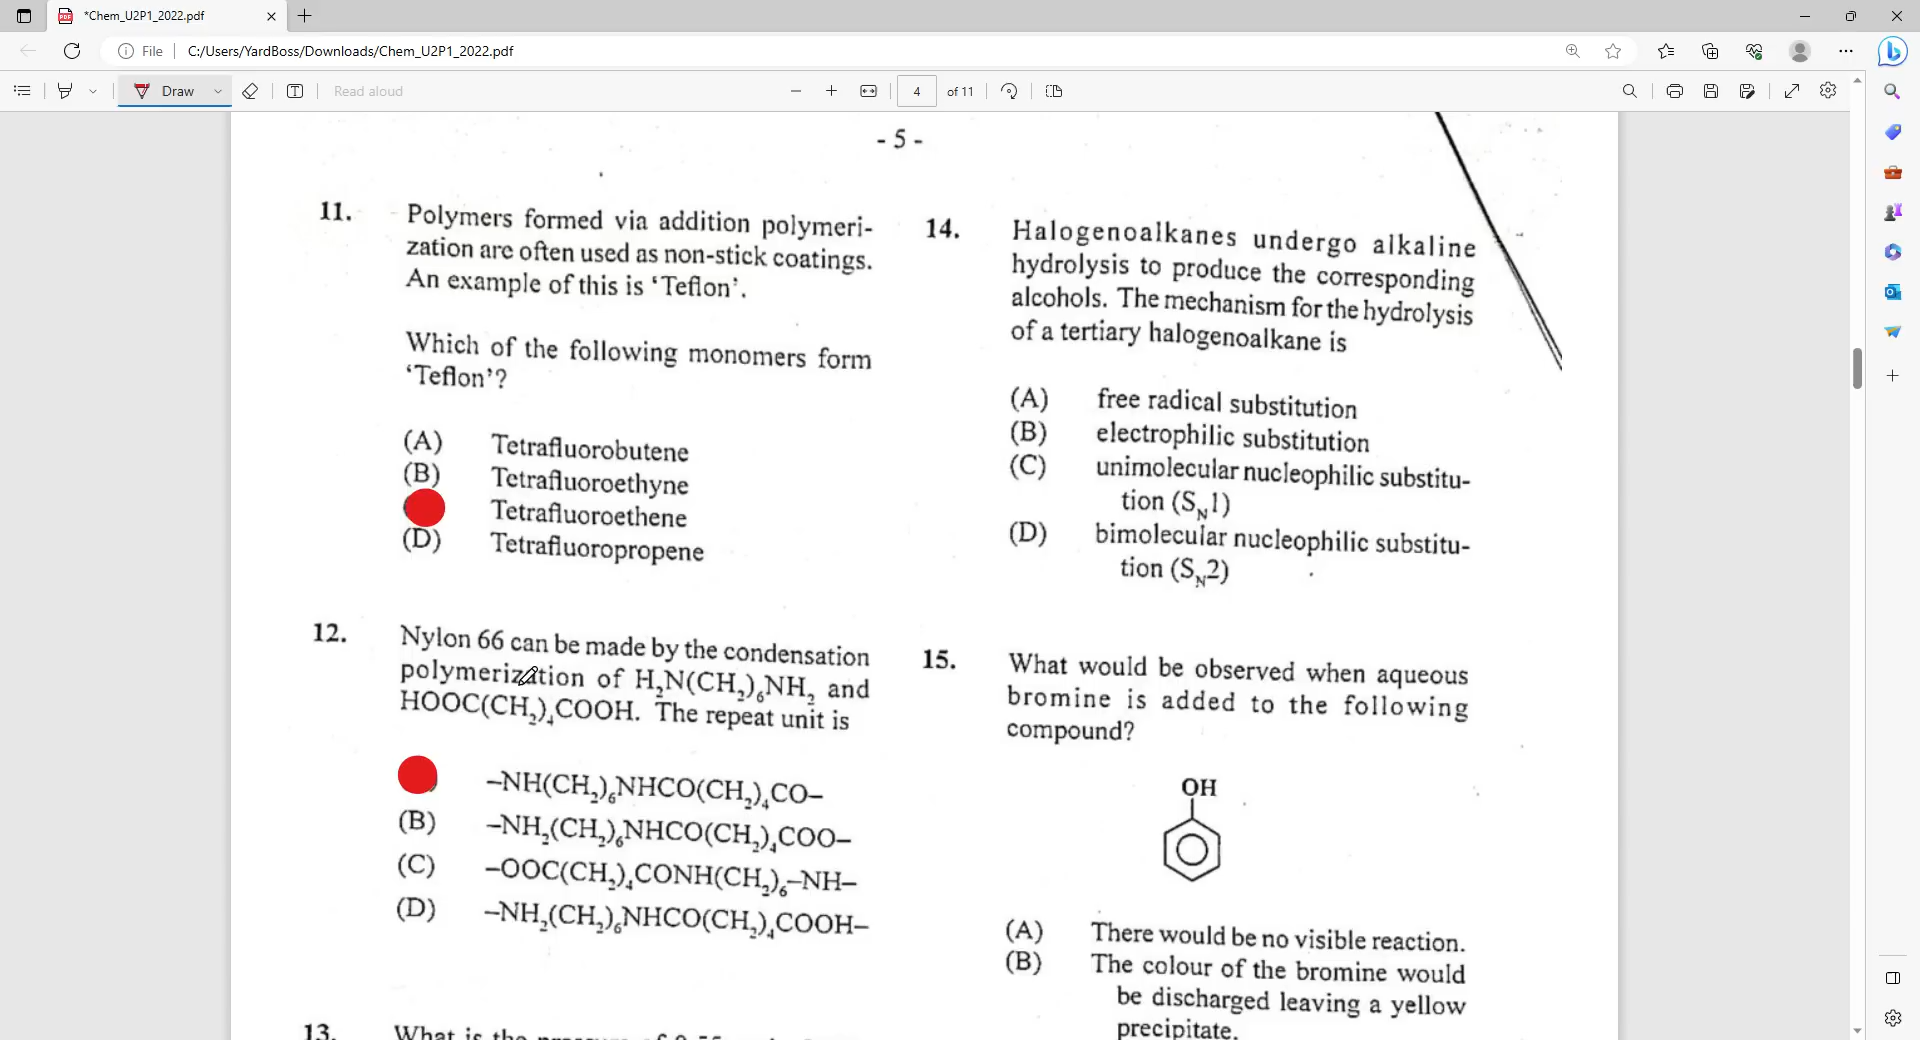 *Chem_U2P1_2022.pdf
File
C:/Users/YardBoss/Downloads/Chem_U2P1_2022.pdf
Draw
Read aloud
4
of 11
- 5 -
11.
Polymers formed via addition polymeri-
zation are often used as non-stick coatings.
An example of this is ‘Teflon’.
Which of the following monomers form
‘Teflon’?
(A) Tetrafluorobutene
(B) Tetrafluoroethyne
Tetrafluoroethene
(D) Tetrafluoropropene
12.
Nylon 66 can be made by the condensation
polymerization of H₂N(CH₂)₆NH₂ and
HOOC(CH₂)₄COOH. The repeat unit is
–NH(CH₂)₆NHCO(CH₂)₄CO–
(B) –NH₂(CH₂)₆NHCO(CH₂)₄COO–
(C) –OOC(CH₂)₄CONH(CH₂)₆–NH–
(D) –NH₂(CH₂)₆NHCO(CH₂)₄COOH–
13.
14.
Halogenoalkanes undergo alkaline
hydrolysis to produce the corresponding
alcohols. The mechanism for the hydrolysis
of a tertiary halogenoalkane is
(A) free radical substitution
(B) electrophilic substitution
(C) unimolecular nucleophilic substitu-
tion (S_N1)
(D) bimolecular nucleophilic substitu-
tion (S_N2)
15.
What would be observed when aqueous
bromine is added to the following
compound?
OH
(A) There would be no visible reaction.
(B) The colour of the bromine would
be discharged leaving a yellow
precipitate.